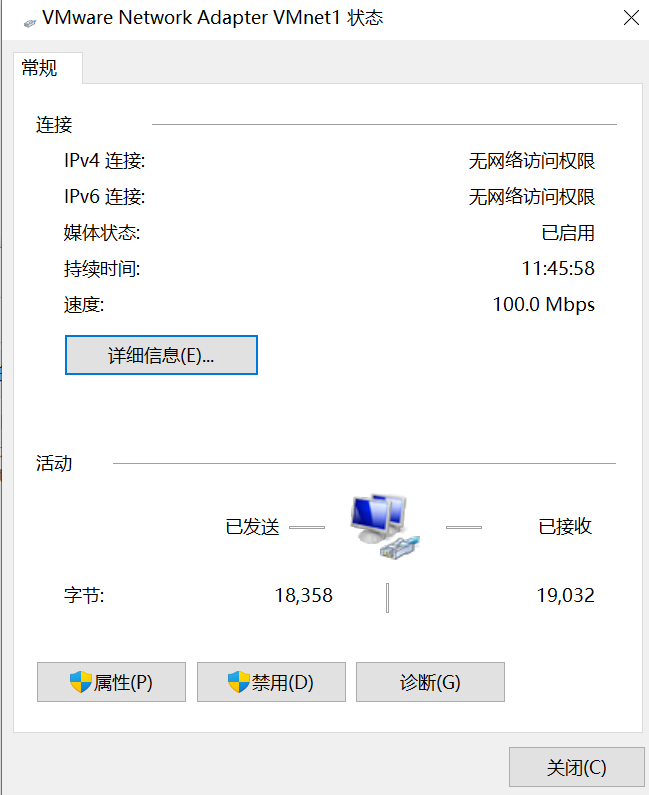 VMware Network Adapter VMnet1 状态
常规
连接
IPv4 连接: 无网络访问权限
IPv6 连接: 无网络访问权限
媒体状态: 已启用
持续时间: 11:45:58
速度: 100.0 Mbps
详细信息(E)...
活动
已发送 已接收
字节: 18,358 19,032
属性(P) 禁用(D) 诊断(G)
关闭(C)